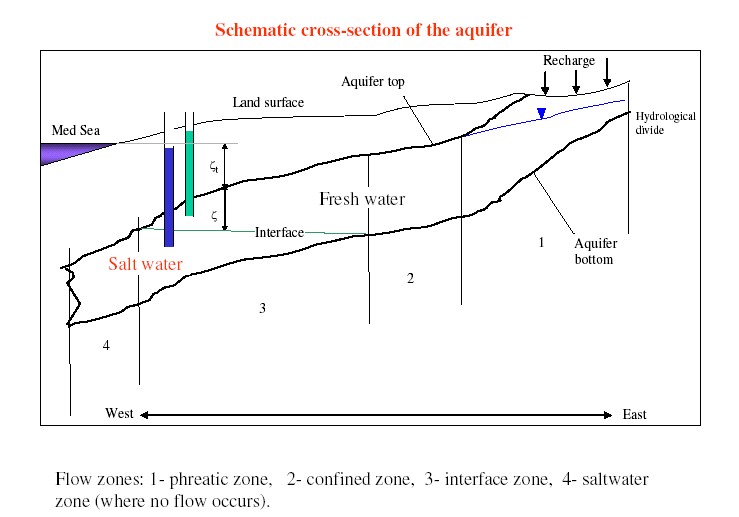 Schematic cross-section of the aquifer
Recharge
Aquifer top
Land surface
Hydrological
divide
Med Sea
ζt
Fresh water
ζ
Interface
1
Aquifer
bottom
Salt water
2
3
4
West
East
Flow zones: 1- phreatic zone, 2- confined zone, 3- interface zone, 4- saltwater
zone (where no flow occurs).